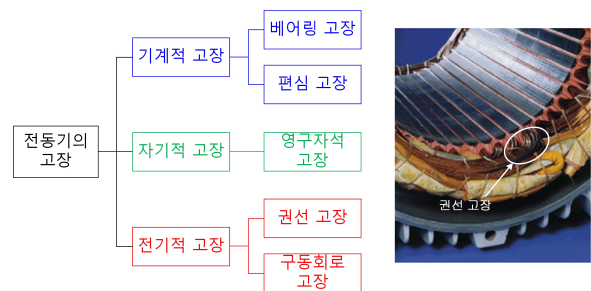 전동기의
고장
기계적 고장
베어링 고장
편심 고장
자기적 고장
영구자석
고장
전기적 고장
권선 고장
구동회로
고장
권선 고장